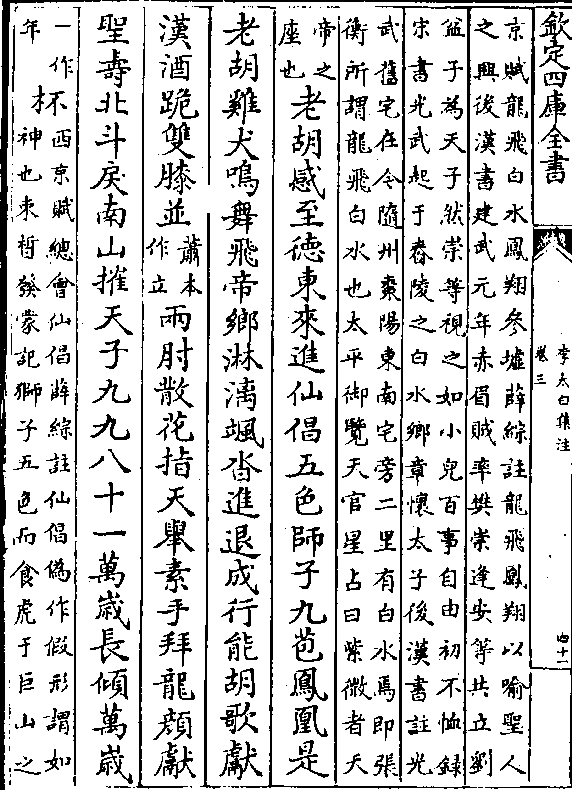 欽定四庫全書
李太白集注
卷三
四十二
京賦龍飛白水鳳翔參墟薛綜註龍飛鳳翔以喻聖人
之興後漢書建武元年赤眉賊率樊崇逢安等共立劉
盆子為天子然崇等視之如小兒百事自由初不恤録
宋書光武起于舂陵之白水鄉章懷太子後漢書註光
武舊宅在今隨州棗陽東南宅旁二里有白水焉即張
衡所謂龍飛白水也太平御覽天官星占曰紫微者天
帝之
座也
老胡感至德東來進仙倡五色師子九苞鳳凰是
老胡雞犬鳴舞飛帝鄉淋漓颯沓進退成行能胡歌獻
漢酒跪雙膝並
蕭本
作立
兩肘散花指天舉素手拜龍顔獻
聖壽北斗戾南山摧天子九九八十一萬嵗長傾萬嵗
一作不西京賦總會仙倡薛綜註仙倡偽作假形謂如
年
杯
神也束晳發蒙記獅子五色而食虎于巨山之